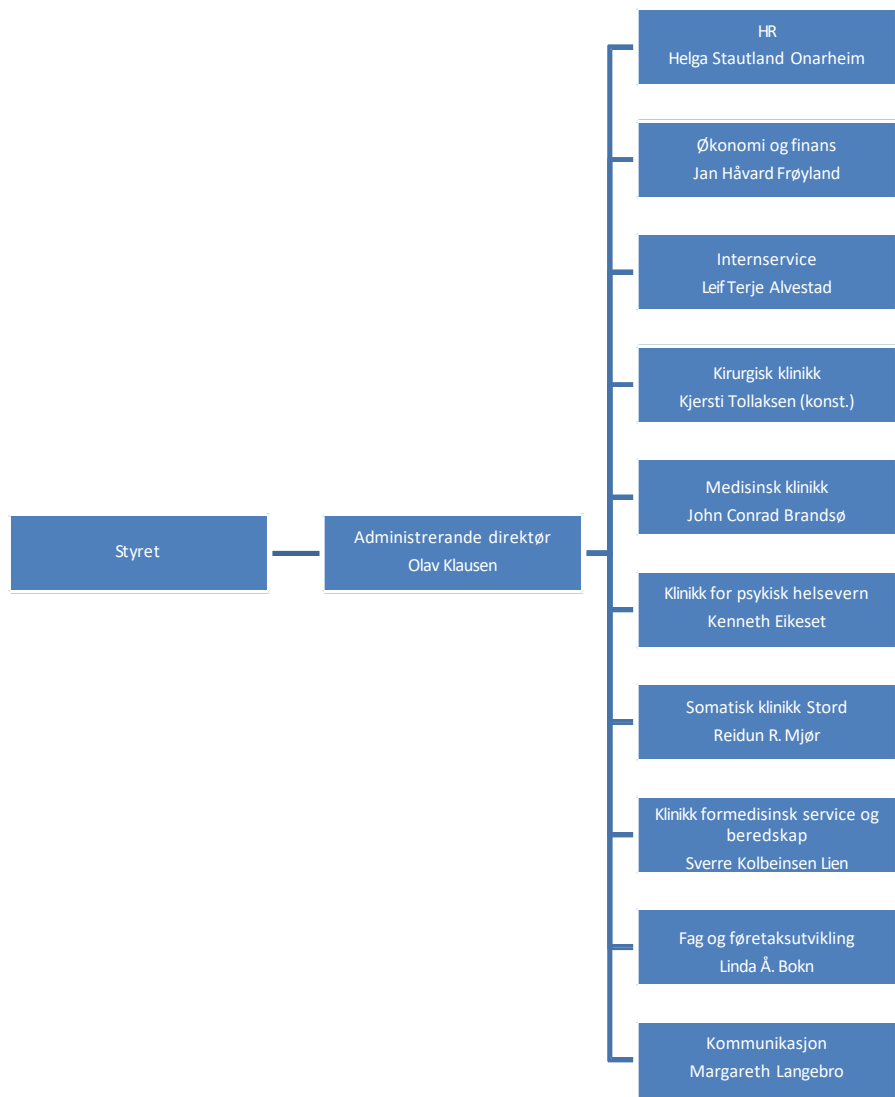 HR
Helga Stautland Onarheim
Økonomi og finans
Jan Håvard Frøyland
Internservice
Leif Terje Alvestad
Kirurgisk klinikk
Kjersti Tollaksen (konst.)
Medisinsk klinikk
John Conrad Brandsø
Styret
Administrerande direktør
Olav Klausen
Klinikk for psykisk helsevern
Kenneth Eikeset
Somatisk klinikk Stord
Reidun R. Mjør
Klinikk formedisinsk service og
beredskap
Sverre Kolbeinsen Lien
Fag og føretaksutvikling
Linda Å. Bokn
Kommunikasjon
Margareth Langebro